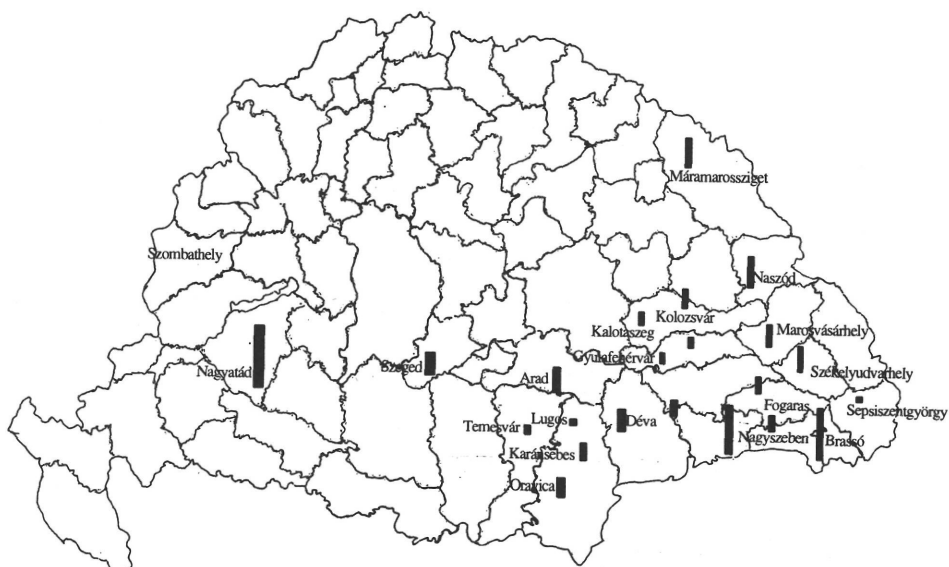 Máramarossziget
Szombathely
Naszód
Kolozsvár
Kalotaszeg
Marosvásárhely
Gyulafehérvár
Szeged
Székelyudvarhely
Nagyatád
Arad
Fogaras
Sepsiszentgyörgy
Lugos
Déva
Temesvár
Nagyszeben
Brassó
Karánsebes
Oravica